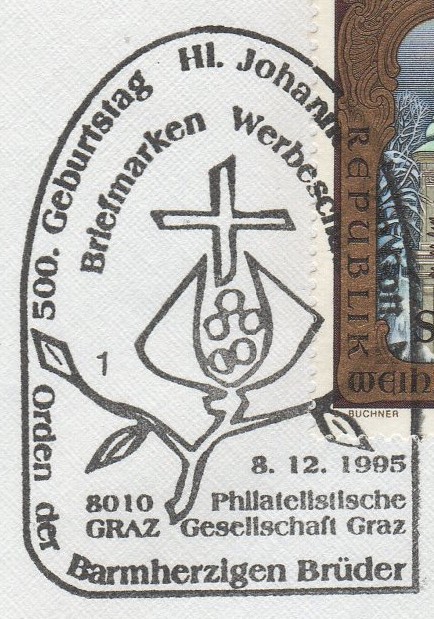 500. Geburtstag Hl. Johann
Briefmarken Werbescha
1
8. 12. 1995
8010 Philatelistische
GRAZ Gesellschaft Graz
Orden der Barmherzigen Brüder
REPUBLIK
WEIH
S
BUCHNER